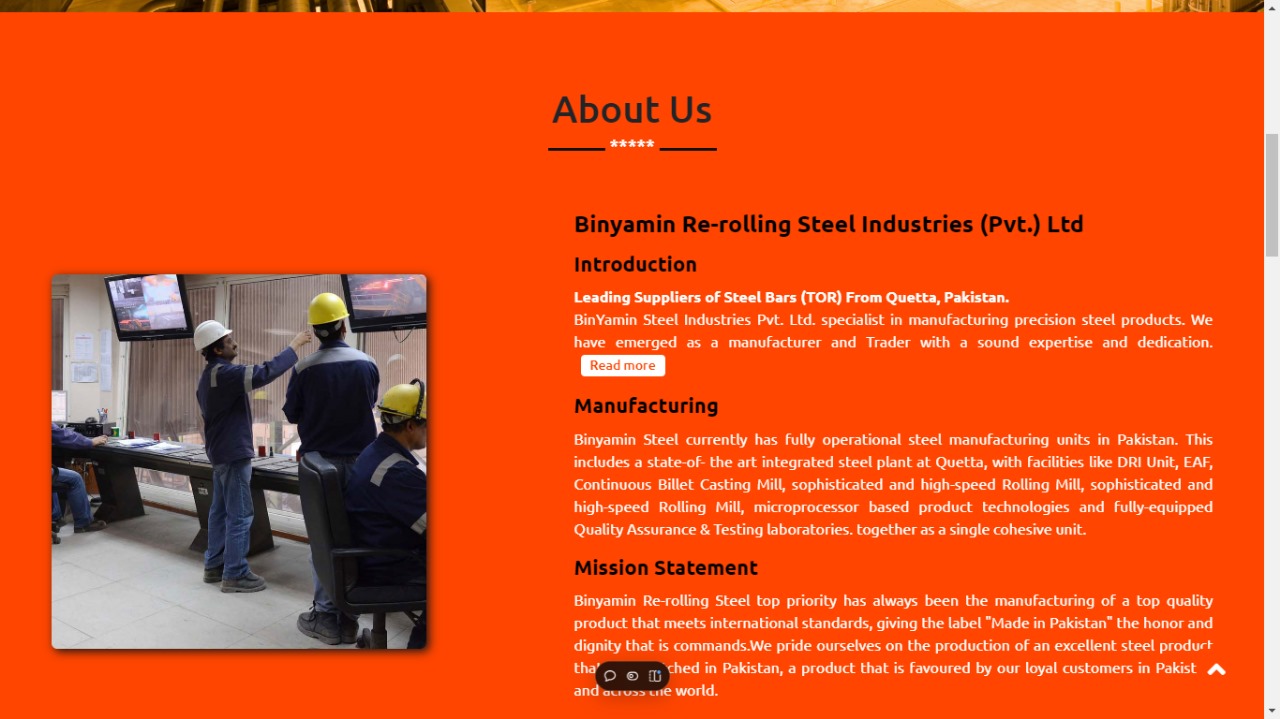 About Us
*****
Binyamin Re-rolling Steel Industries (Pvt.) Ltd
Introduction
Leading Suppliers of Steel Bars (TOR) From Quetta, Pakistan.
BinYamin Steel Industries Pvt. Ltd. specialist in manufacturing precision steel products. We
have emerged as a manufacturer and Trader with a sound expertise and dedication.
Read more
Manufacturing
Binyamin Steel currently has fully operational steel manufacturing units in Pakistan. This
includes a state-of- the art integrated steel plant at Quetta, with facilities like DRI Unit, EAF,
Continuous Billet Casting Mill, sophisticated and high-speed Rolling Mill, sophisticated and
high-speed Rolling Mill, microprocessor based product technologies and fully-equipped
Quality Assurance & Testing laboratories. together as a single cohesive unit.
Mission Statement
Binyamin Re-rolling Steel top priority has always been the manufacturing of a top quality
product that meets international standards, giving the label "Made in Pakistan" the honor and
dignity that is commands.We pride ourselves on the production of an excellent steel product
in Pakistan, a product that is favoured by our loyal customers in
and across the world.